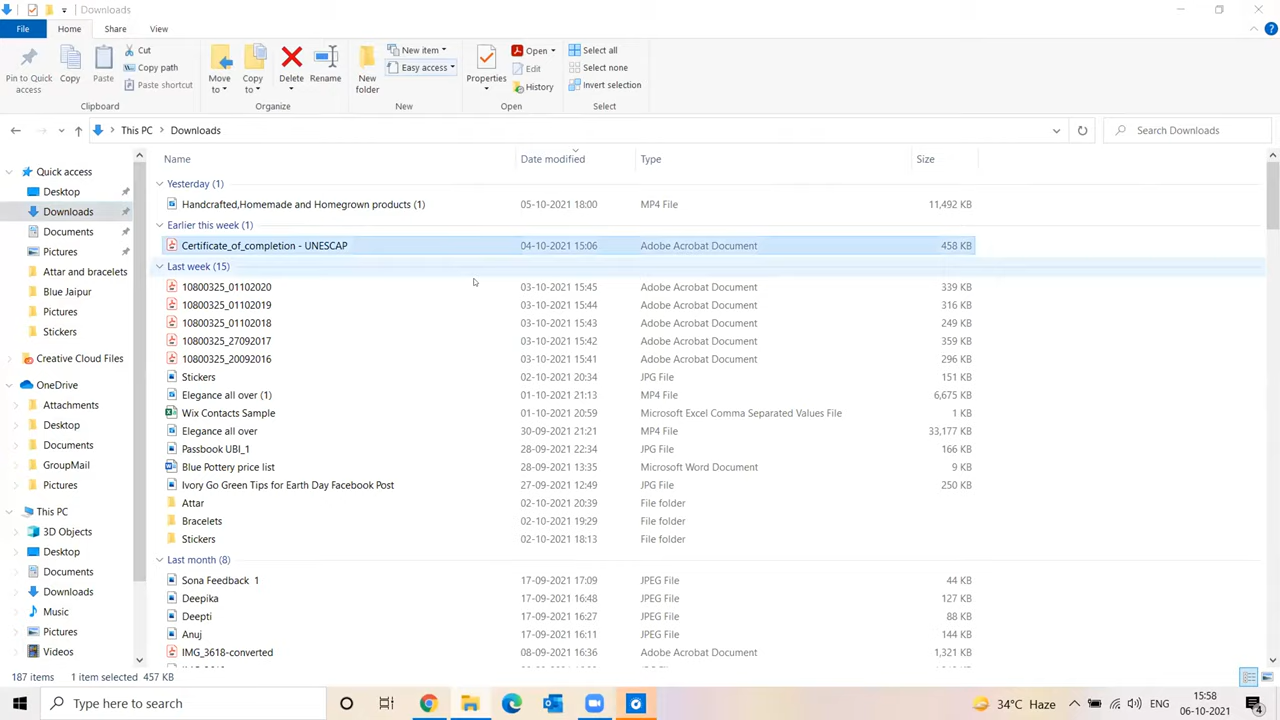 Downloads
File Home Share View
Pin to Quick access
Copy
Paste
Cut
Copy path
Paste shortcut
Clipboard
Move to
Copy to
Delete
Rename
Organize
New folder
New item
Easy access
New
Properties
Open
Edit
History
Open
Select all
Select none
Invert selection
Select
This PC > Downloads
Search Downloads
Quick access
Desktop
Downloads
Documents
Pictures
Attar and bracelets
Blue Jaipur
Pictures
Stickers
Creative Cloud Files
OneDrive
Attachments
Desktop
Documents
GroupMail
Pictures
This PC
3D Objects
Desktop
Documents
Downloads
Music
Pictures
Videos
Name Date modified Type Size
Yesterday (1)
Handcrafted,Homemade and Homegrown products (1) 05-10-2021 18:00 MP4 File 11,492 KB
Earlier this week (1)
Certificate_of_completion - UNESCAP 04-10-2021 15:06 Adobe Acrobat Document 458 KB
Last week (15)
10800325_01102020 03-10-2021 15:45 Adobe Acrobat Document 339 KB
10800325_01102019 03-10-2021 15:44 Adobe Acrobat Document 316 KB
10800325_01102018 03-10-2021 15:43 Adobe Acrobat Document 249 KB
10800325_27092017 03-10-2021 15:42 Adobe Acrobat Document 359 KB
10800325_20092016 03-10-2021 15:41 Adobe Acrobat Document 296 KB
Stickers 02-10-2021 20:34 JPG File 151 KB
Elegance all over (1) 01-10-2021 21:13 MP4 File 6,675 KB
Wix Contacts Sample 01-10-2021 20:59 Microsoft Excel Comma Separated Values File 1 KB
Elegance all over 30-09-2021 21:21 MP4 File 33,177 KB
Passbook UBI_1 28-09-2021 22:34 JPG File 166 KB
Blue Pottery price list 28-09-2021 13:35 Microsoft Word Document 9 KB
Ivory Go Green Tips for Earth Day Facebook Post 27-09-2021 12:49 JPG File 250 KB
Attar 02-10-2021 20:39 File folder
Bracelets 02-10-2021 19:29 File folder
Stickers 02-10-2021 18:13 File folder
Last month (8)
Sona Feedback 1 17-09-2021 17:09 JPEG File 44 KB
Deepika 17-09-2021 16:48 JPEG File 127 KB
Deepti 17-09-2021 16:27 JPEG File 88 KB
Anuj 17-09-2021 16:11 JPEG File 144 KB
IMG_3618-converted 08-09-2021 16:36 Adobe Acrobat Document 1,321 KB
187 items 1 item selected 457 KB
Type here to search
34°C Haze
ENG
15:58
06-10-2021
4